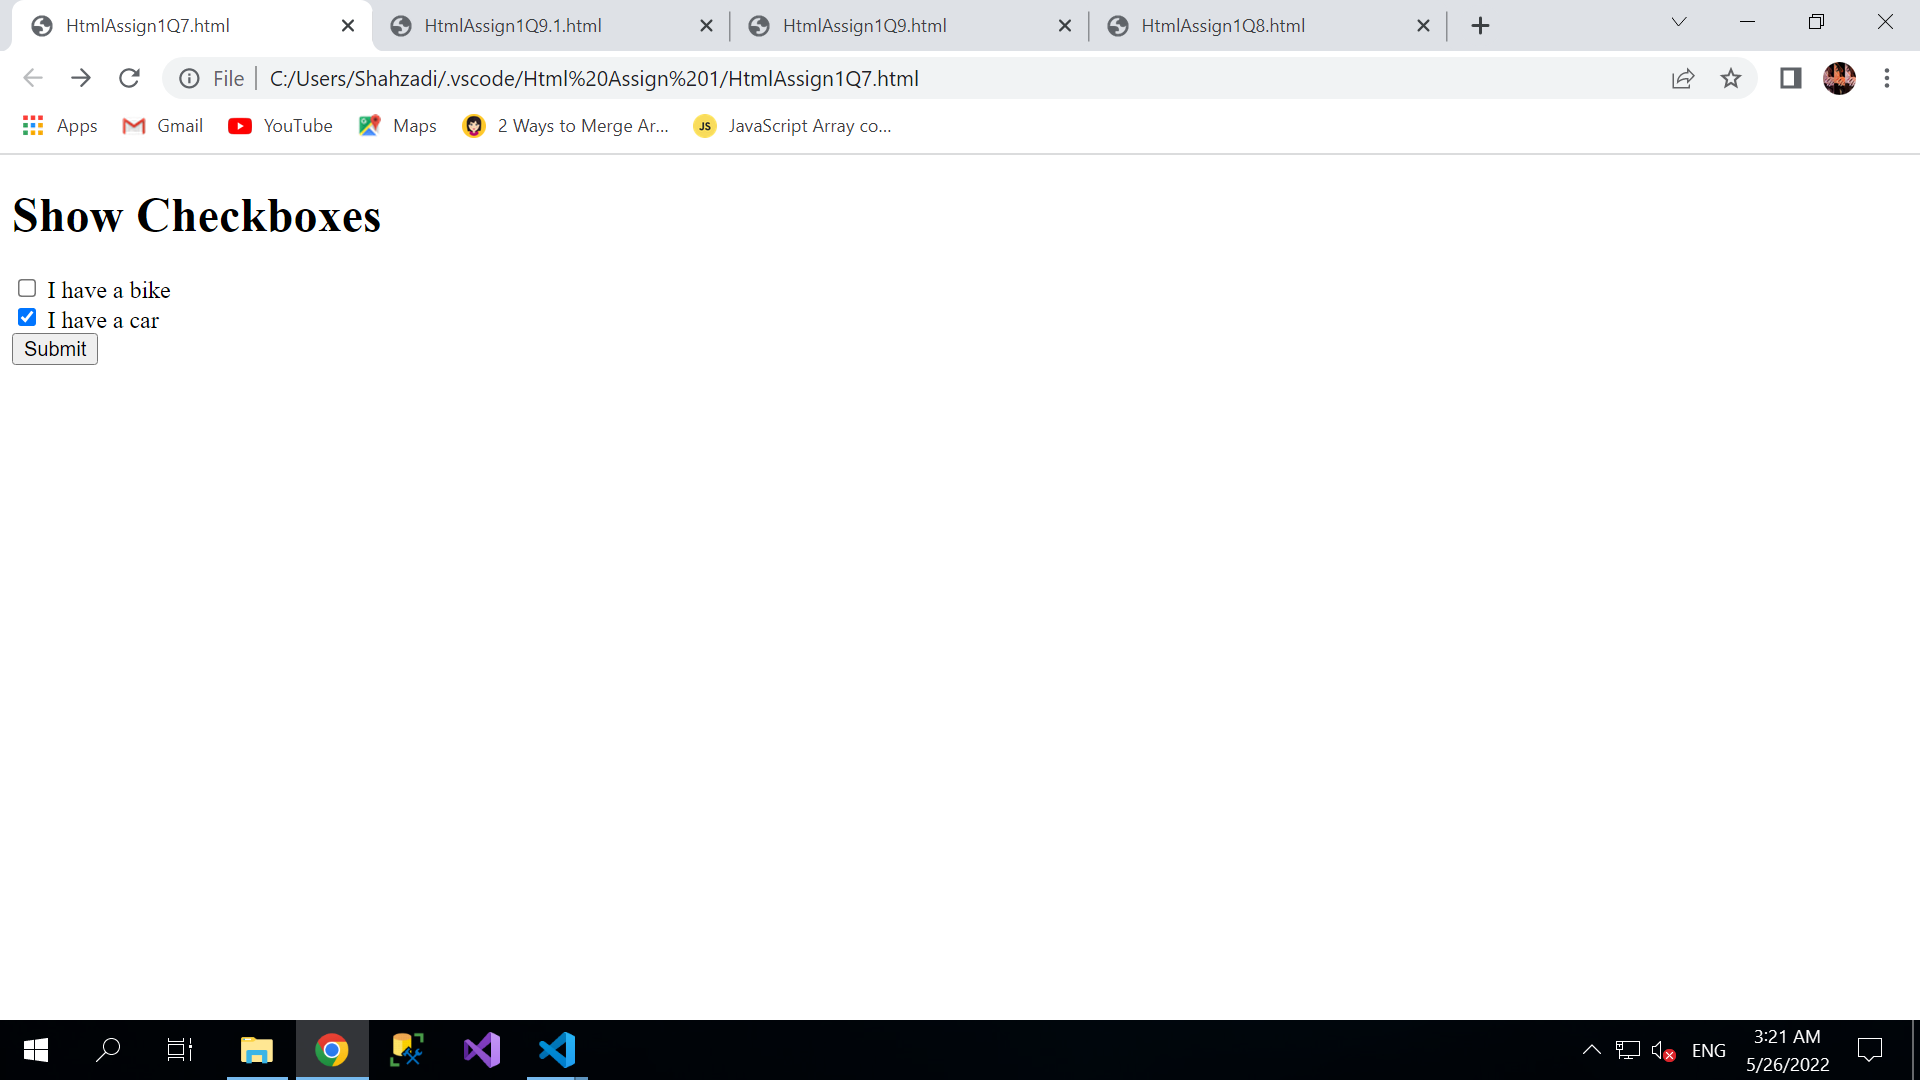 HtmlAssign1Q7.html
HtmlAssign1Q9.1.html
HtmlAssign1Q9.html
HtmlAssign1Q8.html
File
C:/Users/Shahzadi/.vscode/Html%20Assign%201/HtmlAssign1Q7.html
Apps
Gmail
YouTube
Maps
2 Ways to Merge Ar...
JS
JavaScript Array co...
Show Checkboxes
I have a bike
I have a car
Submit
ENG
3:21 AM
5/26/2022